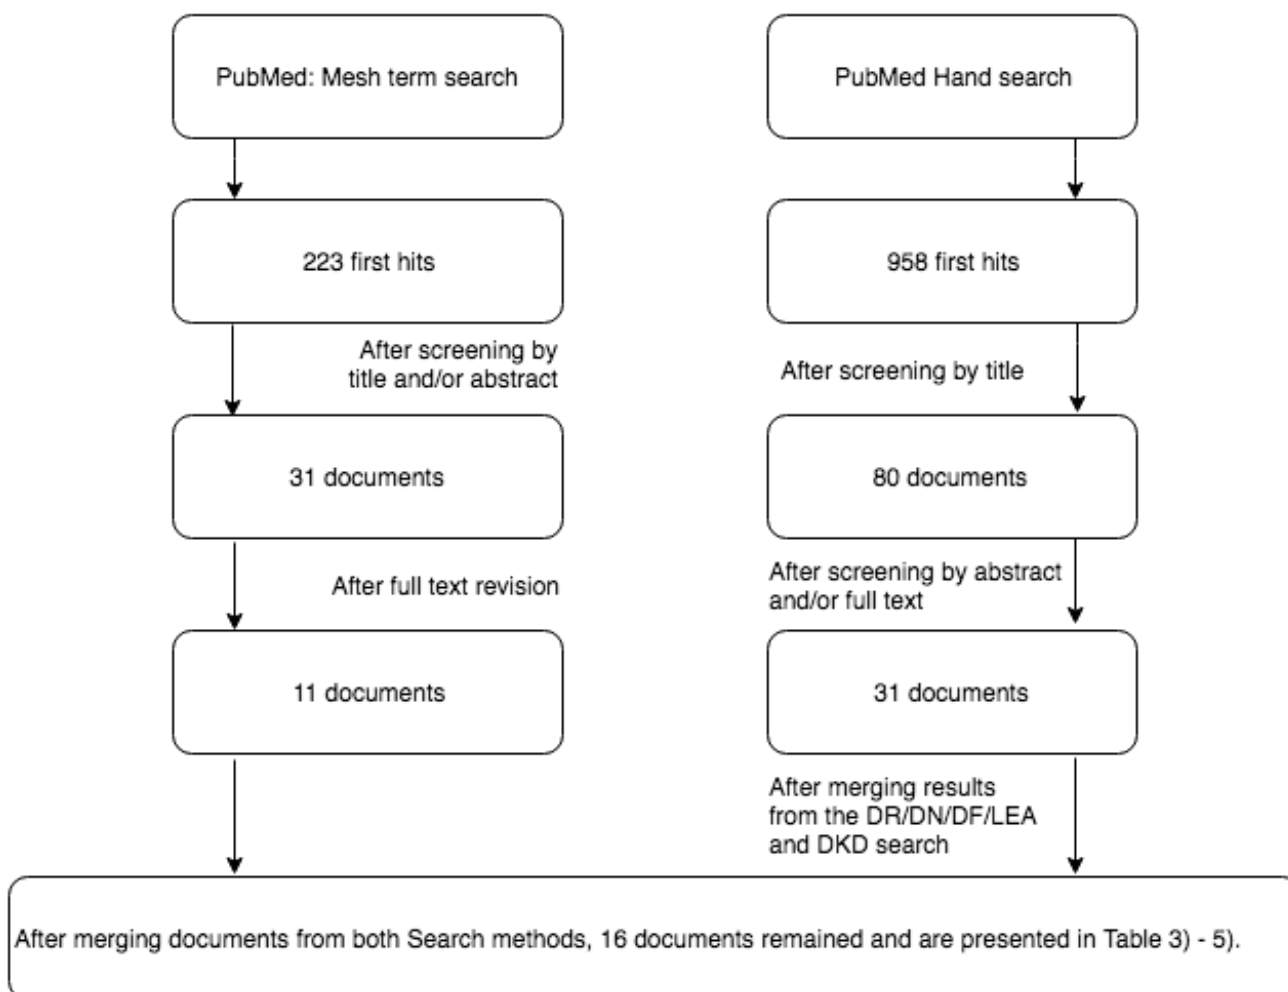 PubMed: Mesh term search
PubMed Hand search
223 first hits
958 first hits
After screening by
title and/or abstract
After screening by title
31 documents
80 documents
After full text revision
After screening by abstract
and/or full text
11 documents
31 documents
After merging results
from the DR/DN/DF/LEA
and DKD search
After merging documents from both Search methods, 16 documents remained and are presented in Table 3) - 5).